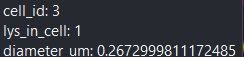 cell_id: 3
lys_in_cell: 1
diameter_um: 0.2672999811172485